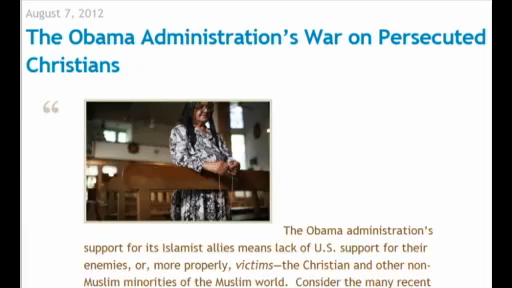 August 7, 2012
The Obama Administration's War on Persecuted
Christians
“
The Obama administration's
support for its Islamist allies means lack of U.S. support for their
enemies, or, more properly, victims—the Christian and other non-
Muslim minorities of the Muslim world.  Consider the many recent